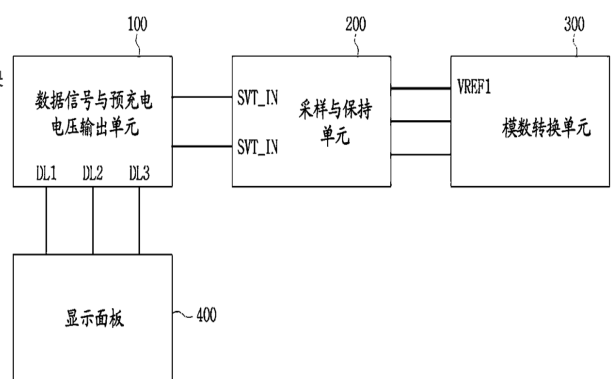 100
200
300
数据信号与预充电
电压输出单元
DL1 DL2 DL3
SVT_IN
SVT_IN
采样与保持
单元
VREF1
模数转换单元
显示面板
400